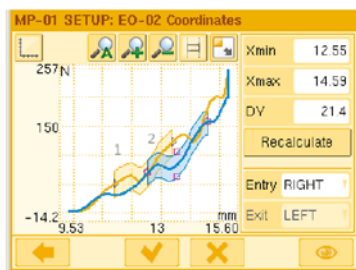 MP-01 SETUP: EO-02 Coordinates
257 N
150
-14.2
9.53 13 15.60
mm
1 2
Xmin 12.55
Xmax 14.59
DY 21.4
Recalculate
Entry RIGHT
Exit LEFT